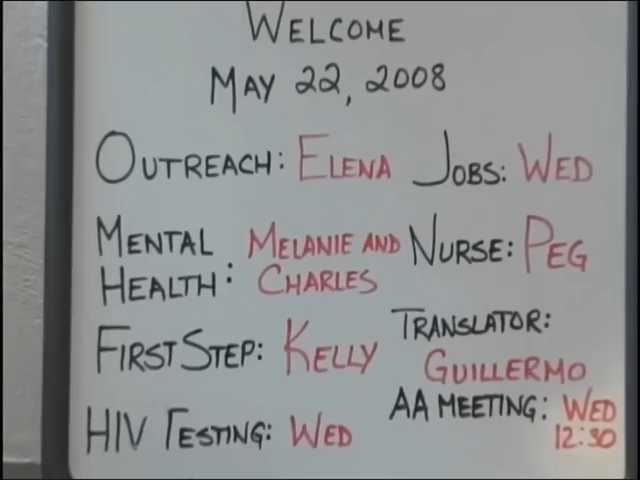 WELCOME
MAY 22, 2008
OUTREACH: ELENA
JOBS: WED
MENTAL HEALTH: MELANIE AND CHARLES
NURSE: PEG
FIRST STEP: KELLY
TRANSLATOR:
GUILLERMO
HIV TESTING: WED
AA MEETING: WED
12:30